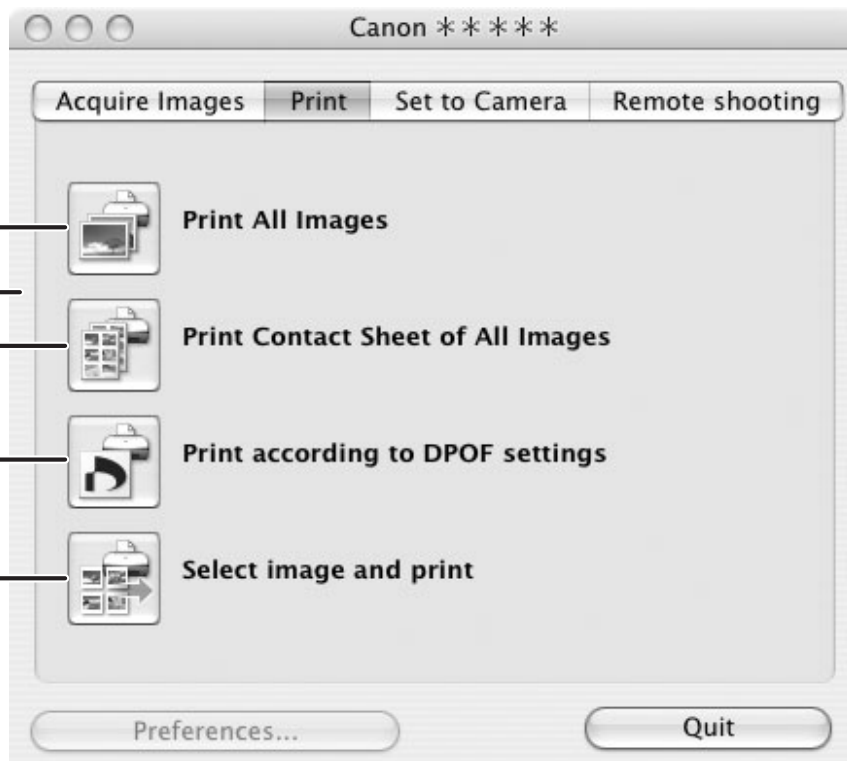 Canon *****
Acquire Images Print Set to Camera Remote shooting
Print All Images
Print Contact Sheet of All Images
Print according to DPOF settings
Select image and print
Preferences... Quit